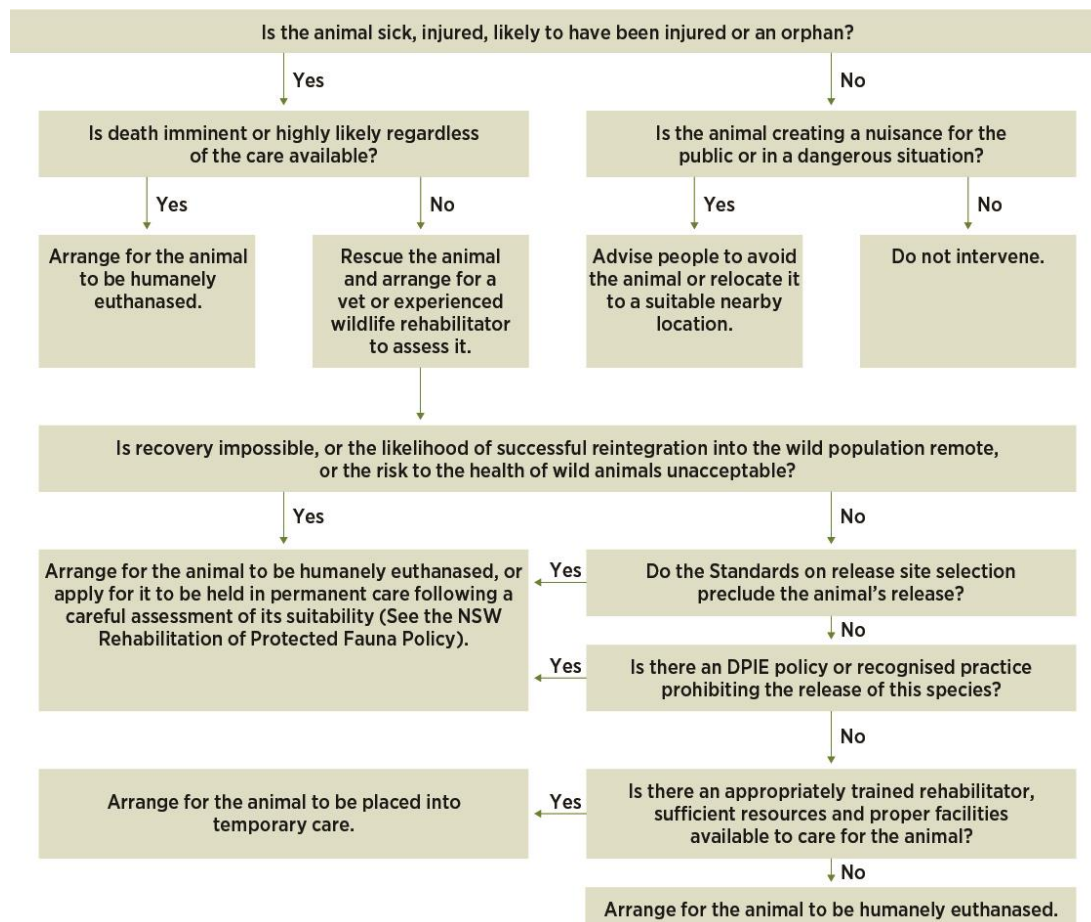 Is the animal sick, injured, likely to have been injured or an orphan?
Yes
No
Is death imminent or highly likely regardless
of the care available?
Is the animal creating a nuisance for the
public or in a dangerous situation?
Yes
No
Yes
No
Arrange for the animal
to be humanely
euthanased.
Rescue the animal
and arrange for a
vet or experienced
wildlife rehabilitator
to assess it.
Advise people to avoid
the animal or relocate it
to a suitable nearby
location.
Do not intervene.
Is recovery impossible, or the likelihood of successful reintegration into the wild population remote,
or the risk to the health of wild animals unacceptable?
Yes
No
Arrange for the animal to be humanely euthanased, or
apply for it to be held in permanent care following a
careful assessment of its suitability (See the NSW
Rehabilitation of Protected Fauna Policy).
Yes
Do the Standards on release site selection
preclude the animal's release?
No
Yes
Is there an DPIE policy or recognised practice
prohibiting the release of this species?
No
Arrange for the animal to be placed into
temporary care.
Yes
Is there an appropriately trained rehabilitator,
sufficient resources and proper facilities
available to care for the animal?
No
Arrange for the animal to be humanely euthanased.